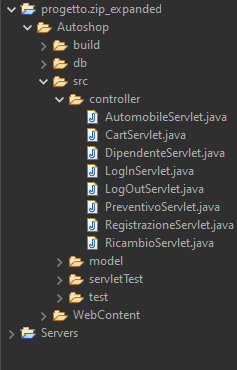 progetto.zip_expanded
Autoshop
build
db
src
controller
AutomobileServlet.java
CartServlet.java
DipendenteServlet.java
LogInServlet.java
LogOutServlet.java
PreventivoServlet.java
RegistrazioneServlet.java
RicambioServlet.java
model
servletTest
test
WebContent
Servers